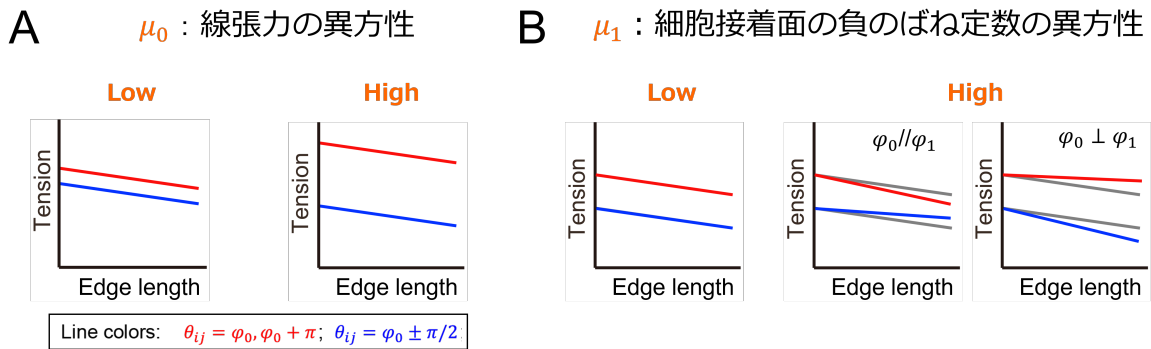 A
μ₀ : 線張力の異方性
Low
High
Tension
Edge length
Tension
Edge length
Line colors: θᵢⱼ = φ₀, φ₀ + π; θᵢⱼ = φ₀ ± π/2
B
μ₁ : 細胞接着面の負のばね定数の異方性
Low
High
Tension
Edge length
φ₀//φ₁
Tension
Edge length
φ₀ ⊥ φ₁
Tension
Edge length